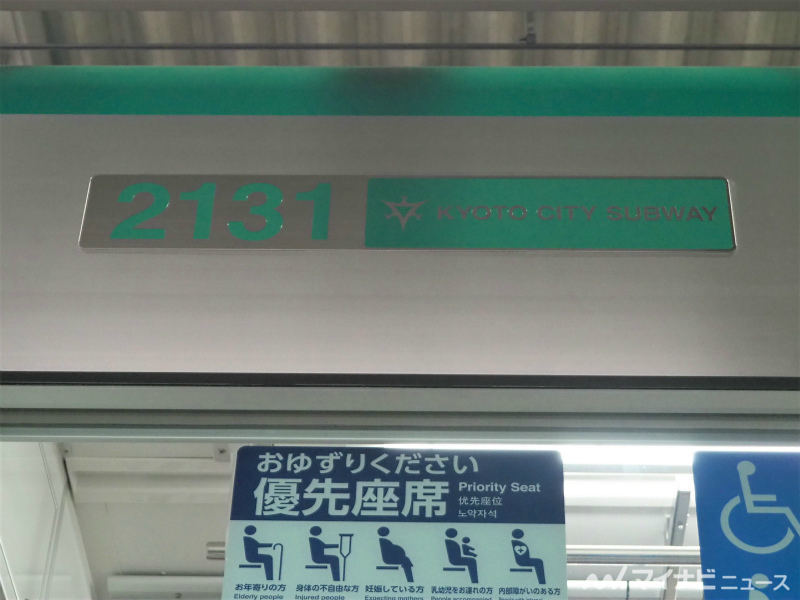 2131 KYOTO CITY SUBWAY
おゆずりください
優先座席
Priority Seat
优先座位
노약자석
お年寄りの方 身体の不自由な方 妊娠している方 乳幼児をお連れの方 内部障がいのある方
Elderly people Injured people Expecting mothers People accompanied
マイナビニュース